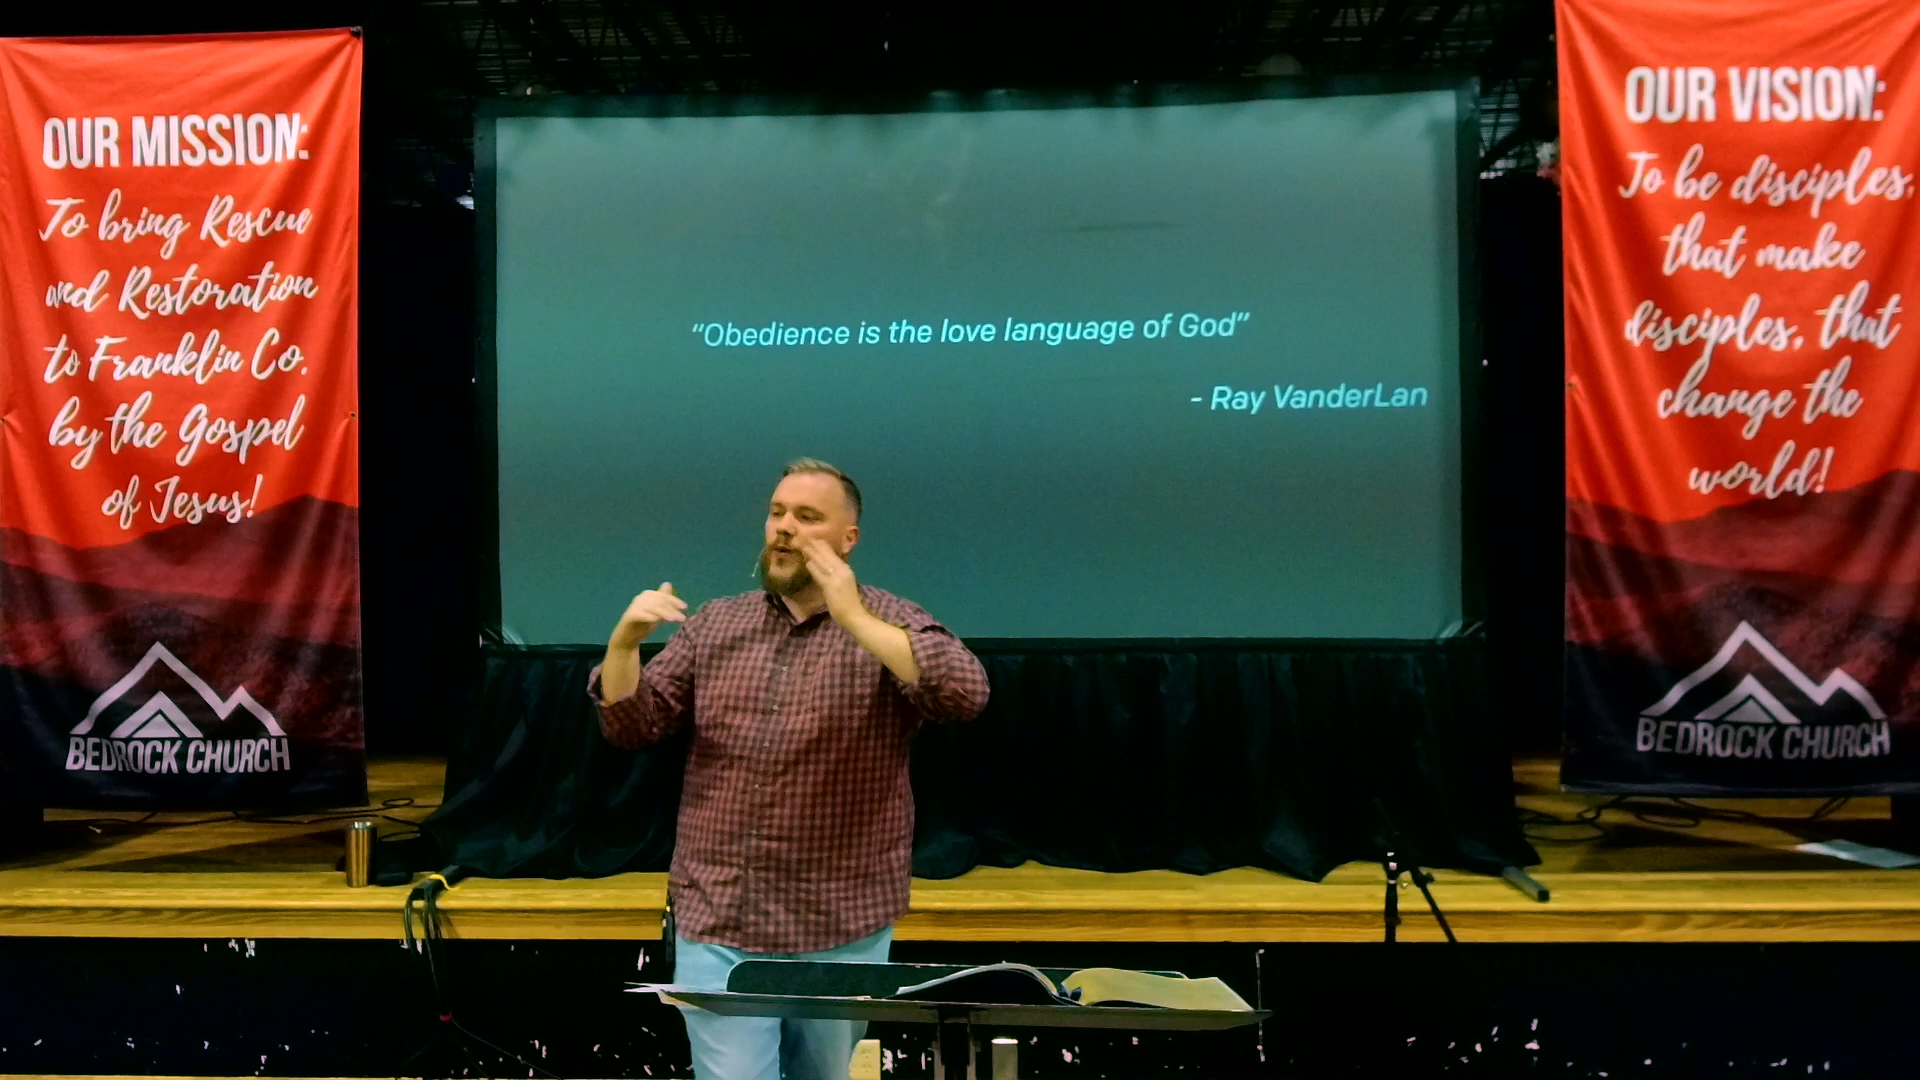 OUR MISSION:
To bring Rescue
and Restoration
to Franklin Co.
by the Gospel
of Jesus!
BEDROCK CHURCH
“Obedience is the love language of God”
- Ray VanderLan
OUR VISION:
To be disciples,
that make
disciples, that
change the
world!
BEDROCK CHURCH